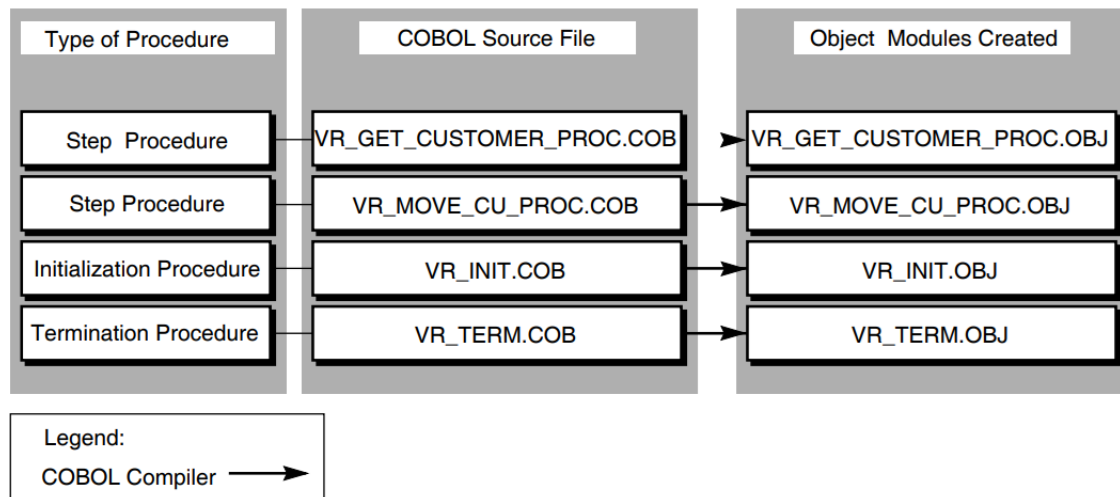 Type of Procedure
COBOL Source File
Object Modules Created
Step Procedure
VR_GET_CUSTOMER_PROC.COB
VR_GET_CUSTOMER_PROC.OBJ
Step Procedure
VR_MOVE_CU_PROC.COB
VR_MOVE_CU_PROC.OBJ
Initialization Procedure
VR_INIT.COB
VR_INIT.OBJ
Termination Procedure
VR_TERM.COB
VR_TERM.OBJ
Legend:
COBOL Compiler